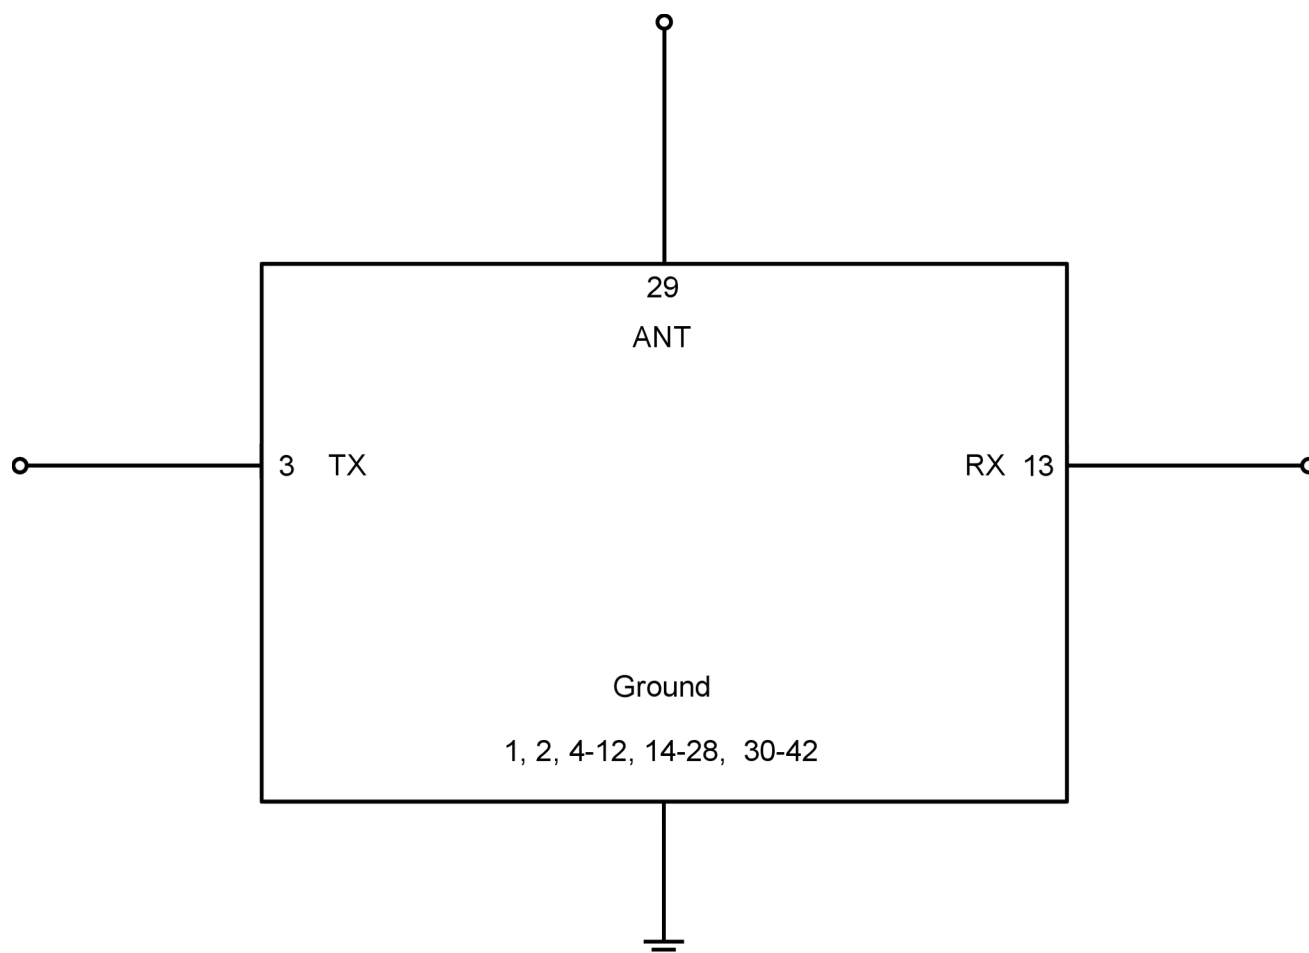 29
ANT
3 TX RX 13
Ground
1, 2, 4-12, 14-28, 30-42